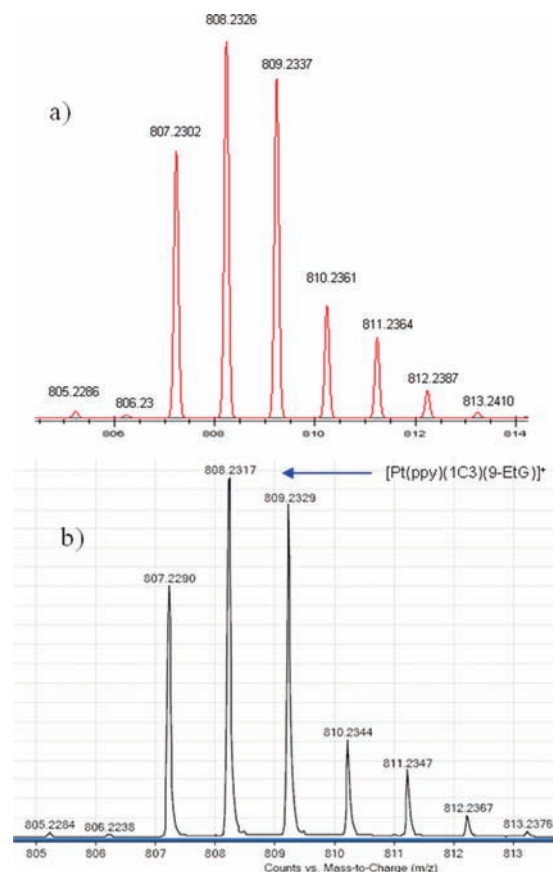 808.2326
809.2337
a)
807.2302
810.2361
811.2364
812.2387
805.2286
806.23
813.2410
806 808 810 812 814
808.2317
[Pt(ppy)(1C3)(9-EtG)]⁺
809.2329
b)
807.2290
810.2344
811.2347
812.2367
805.2284 806.2238
813.2376
805 806 807 808 809 810 811 812 813
Counts vs. Mass-to-Charge (m/z)